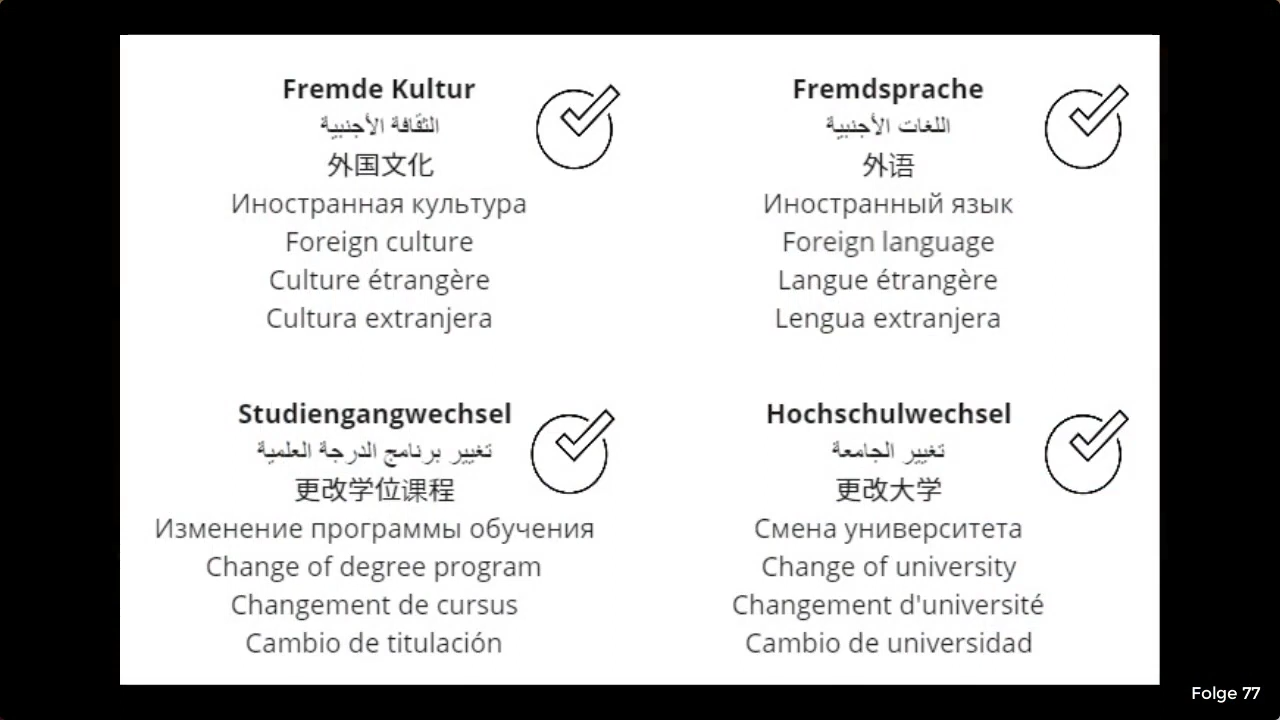 Fremde Kultur
الثقافة الأجنبية
外国文化
Иностранная культура
Foreign culture
Culture étrangère
Cultura extranjera
Fremdsprache
اللغات الأجنبية
外语
Иностранный язык
Foreign language
Langue étrangère
Lengua extranjera
Studiengangwechsel
تغيير برنامج الدرجة العلمية
更改学位课程
Изменение программы обучения
Change of degree program
Changement de cursus
Cambio de titulación
Hochschulwechsel
تغيير الجامعة
更改大学
Смена университета
Change of university
Changement d'université
Cambio de universidad
Folge 77